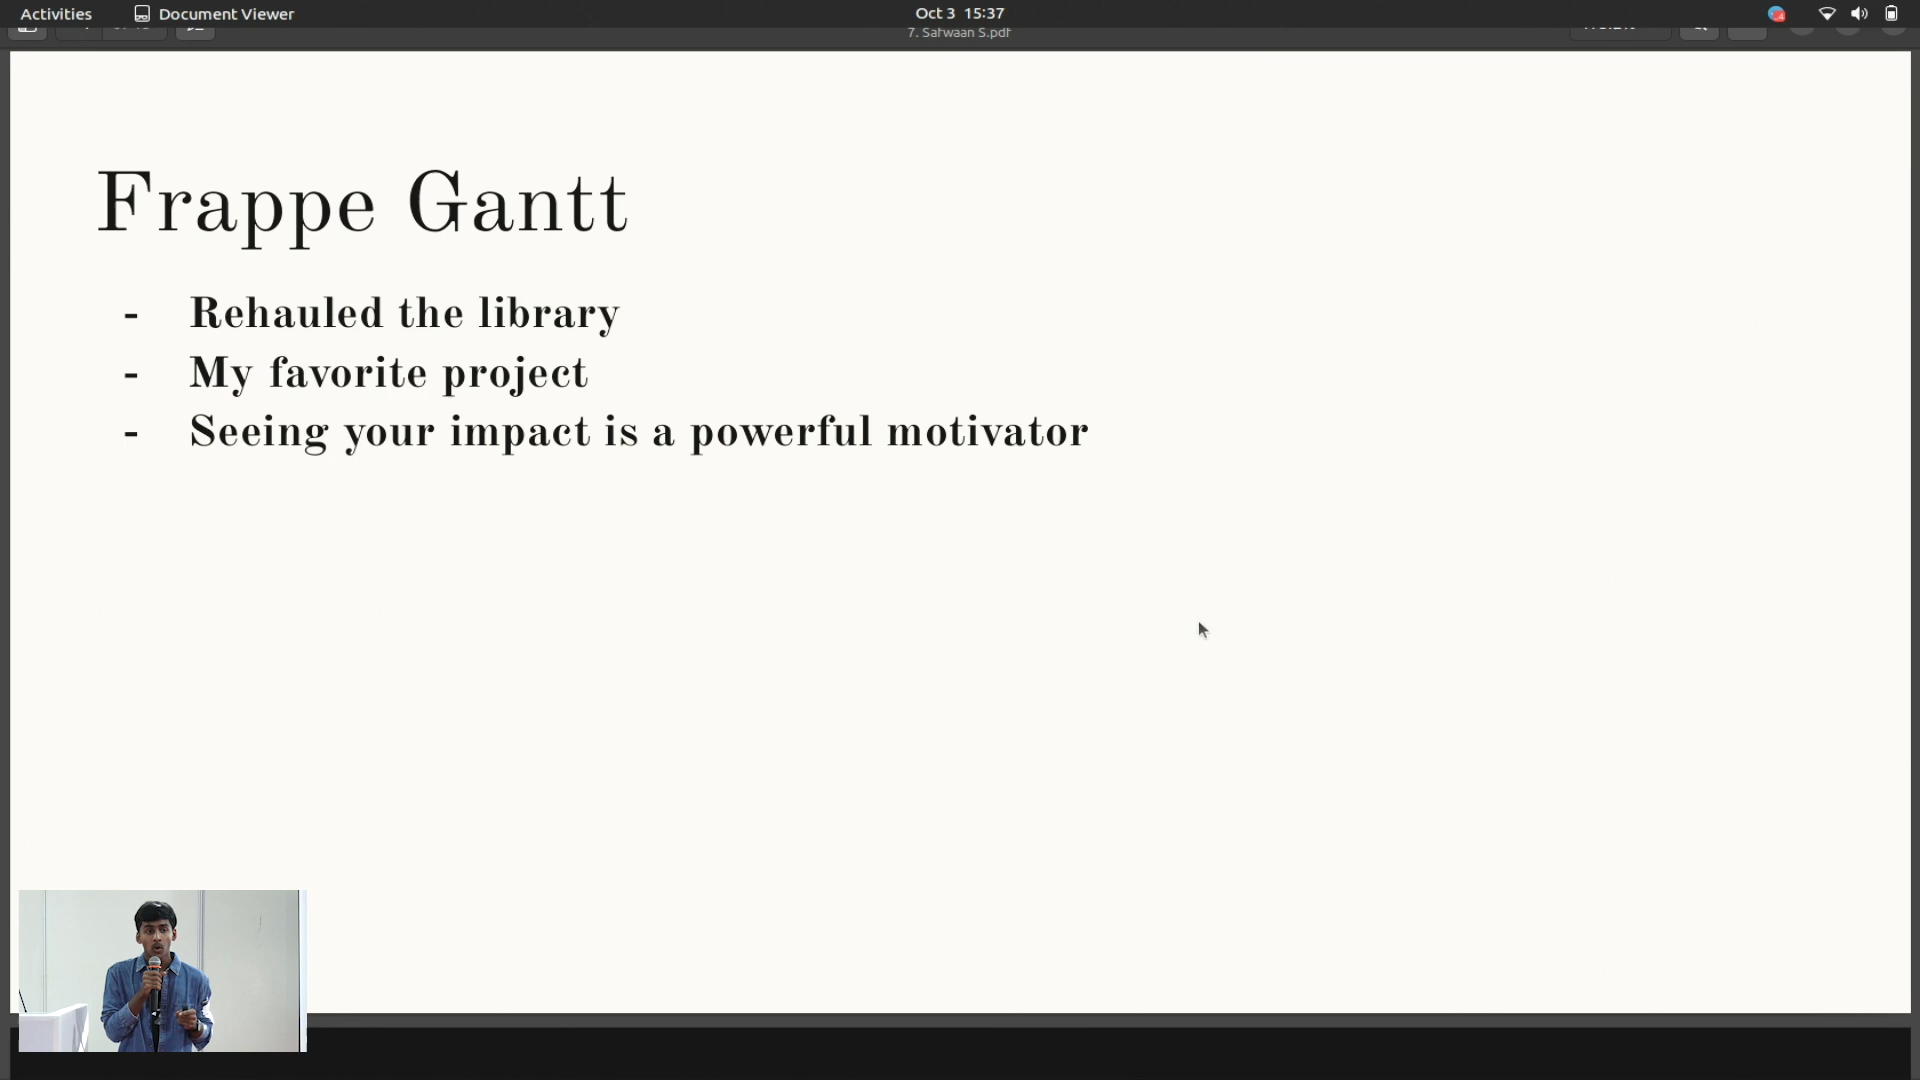 Activities
Document Viewer
Oct 3 15:37
7. Safwaan S.pdf
Frappe Gantt
- Rehauled the library
- My favorite project
- Seeing your impact is a powerful motivator